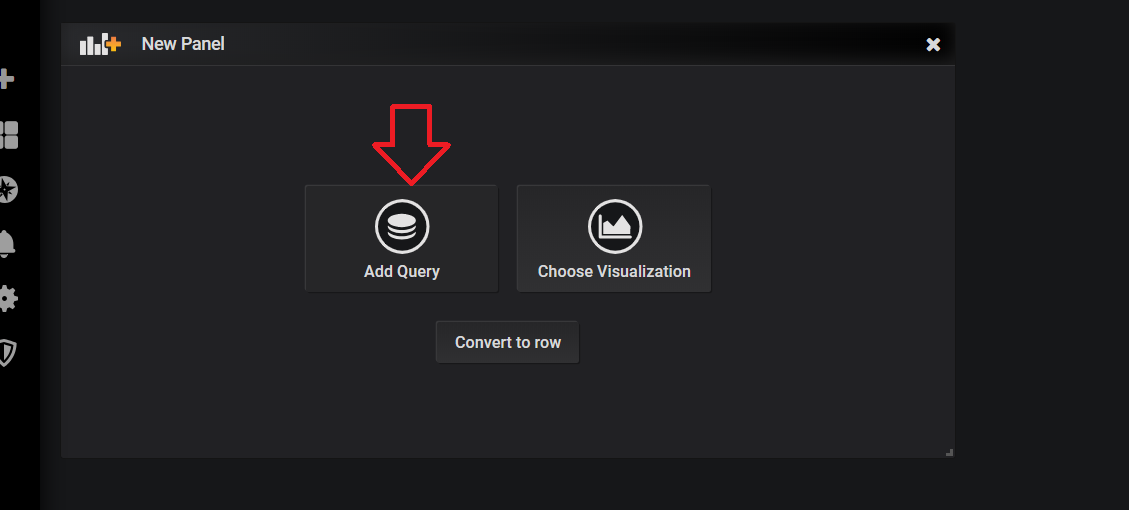 New Panel
Add Query
Choose Visualization
Convert to row